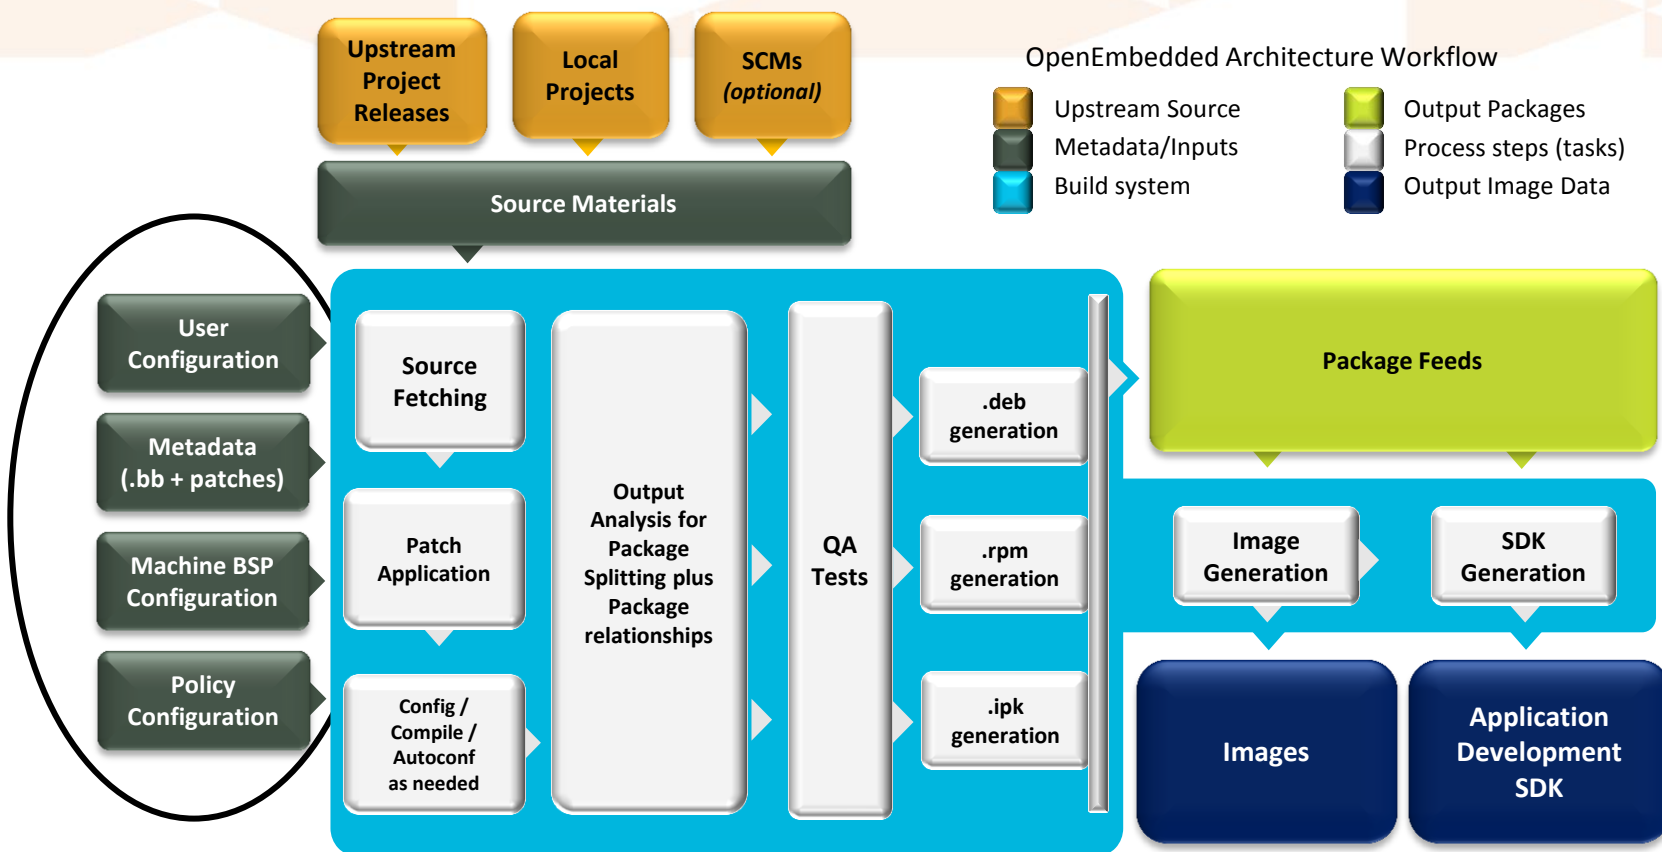 Upstream
Project
Releases
Local
Projects
SCMs
(optional)
OpenEmbedded Architecture Workflow
Upstream Source
Metadata/Inputs
Build system
Output Packages
Process steps (tasks)
Output Image Data
Source Materials
User
Configuration
Metadata
(.bb + patches)
Machine BSP
Configuration
Policy
Configuration
Source
Fetching
Patch
Application
Config /
Compile /
Autoconf
as needed
Output
Analysis for
Package
Splitting plus
Package
relationships
QA
Tests
.deb
generation
.rpm
generation
.ipk
generation
Package Feeds
Image
Generation
SDK
Generation
Images
Application
Development
SDK